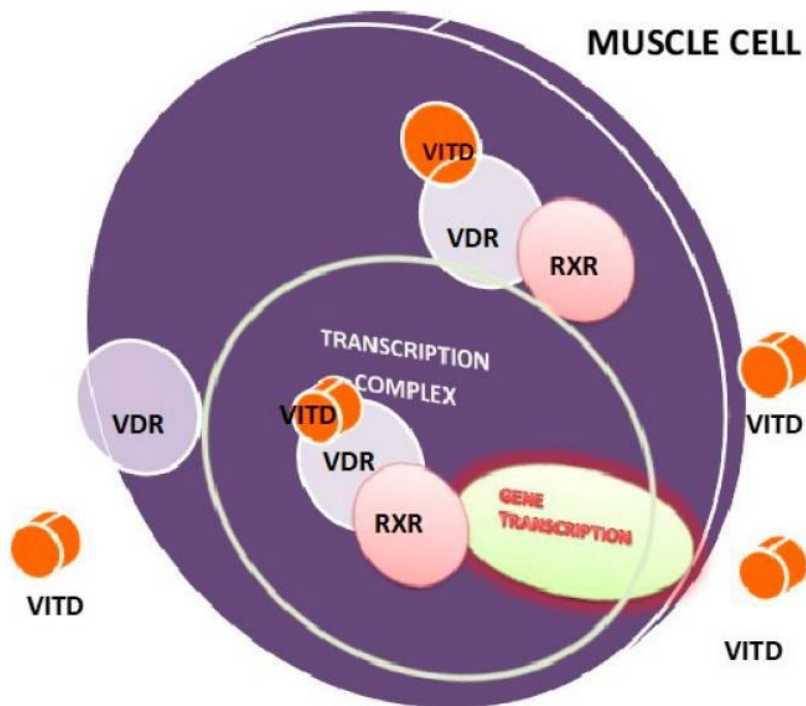 MUSCLE CELL
VITD
VDR
RXR
TRANSCRIPTION
COMPLEX
VITD
VDR
RXR
GENE
TRANSCRIPTION
VDR
VITD
VITD
VITD